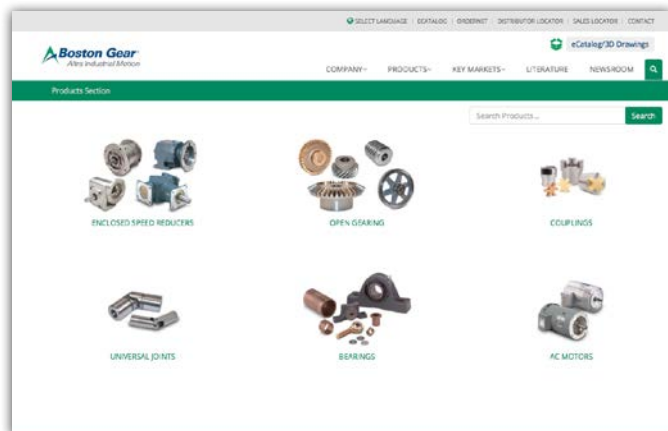 SELECT LANGUAGE | ECATALOG | ORDERNET | DISTRIBUTOR LOCATOR | SALES LOCATOR | CONTACT
eCatalog/3D Drawings
Boston Gear
Altra Industrial Motion
COMPANY PRODUCTS KEY MARKETS LITERATURE NEWSROOM
Products Section
Search Products... Search
ENCLOSED SPEED REDUCERS OPEN GEARING COUPLINGS
UNIVERSAL JOINTS BEARINGS AC MOTORS